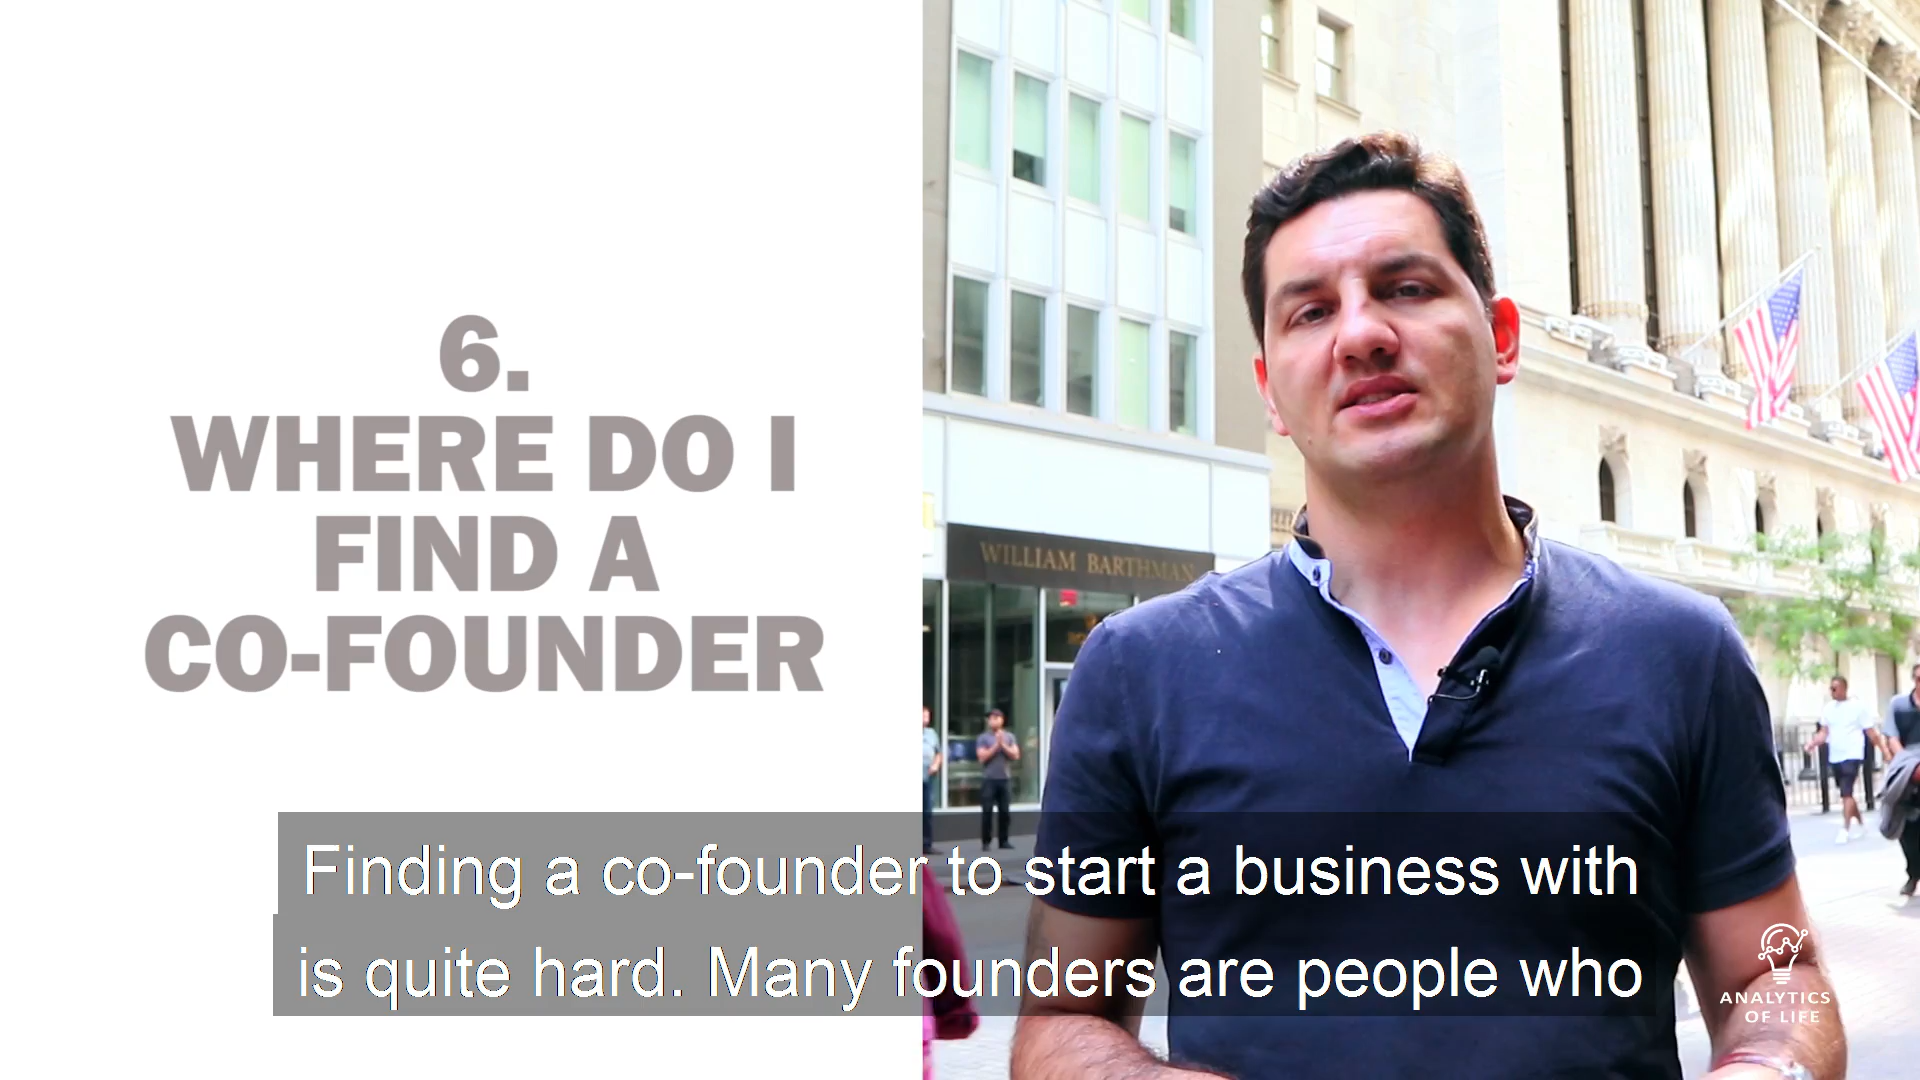 6.
WHERE DO I
FIND A
CO-FOUNDER
WILLIAM BARTHMAN
Finding a co-founder to start a business with
is quite hard. Many founders are people who
ANALYTICS
OF LIFE